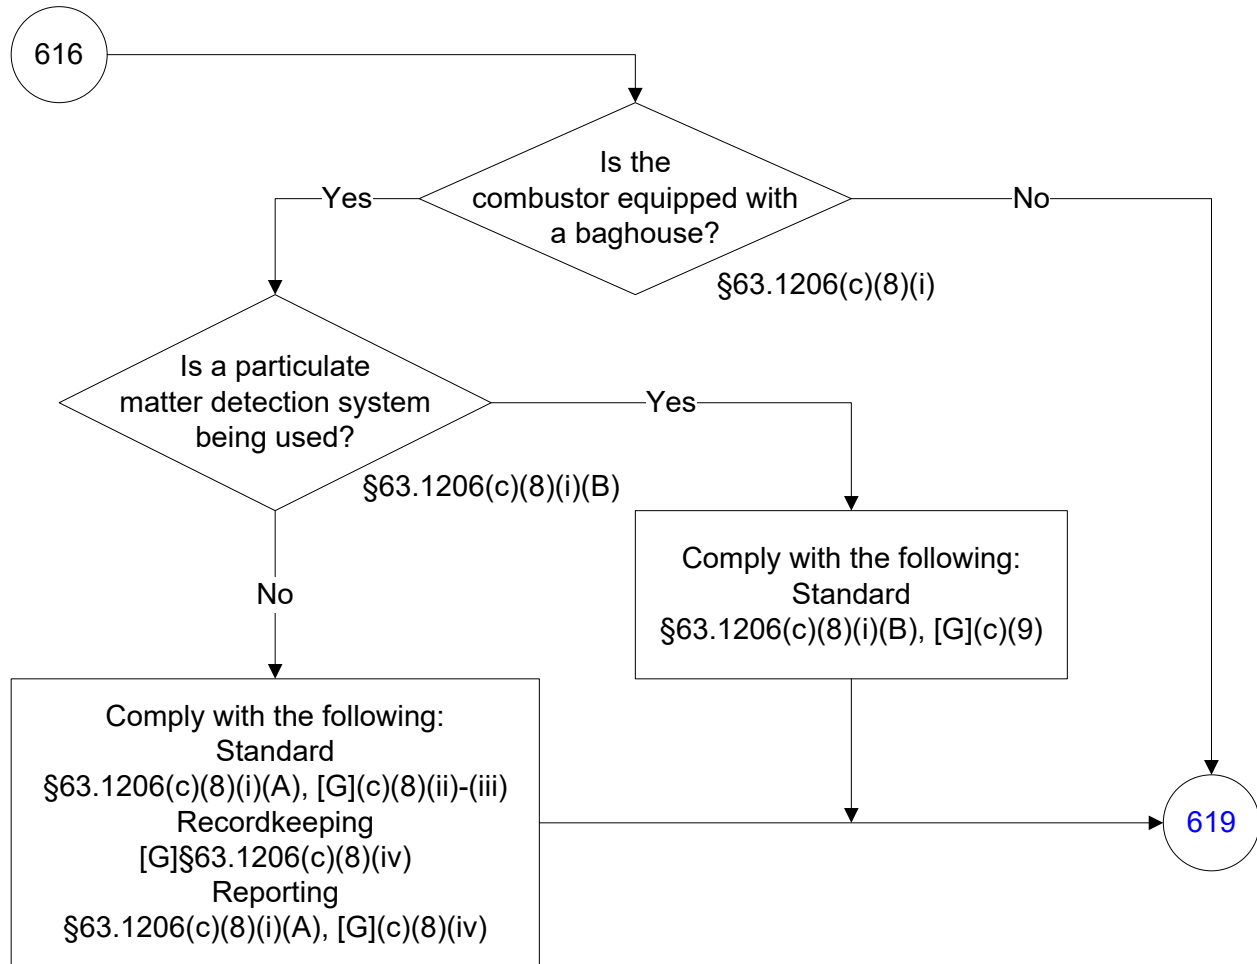 616
Is the
combustor equipped with
a baghouse?
Yes
No
§63.1206(c)(8)(i)
Is a particulate
matter detection system
being used?
Yes
§63.1206(c)(8)(i)(B)
No
Comply with the following:
Standard
§63.1206(c)(8)(i)(B), [G](c)(9)
Comply with the following:
Standard
§63.1206(c)(8)(i)(A), [G](c)(8)(ii)-(iii)
Recordkeeping
[G]§63.1206(c)(8)(iv)
Reporting
§63.1206(c)(8)(i)(A), [G](c)(8)(iv)
619